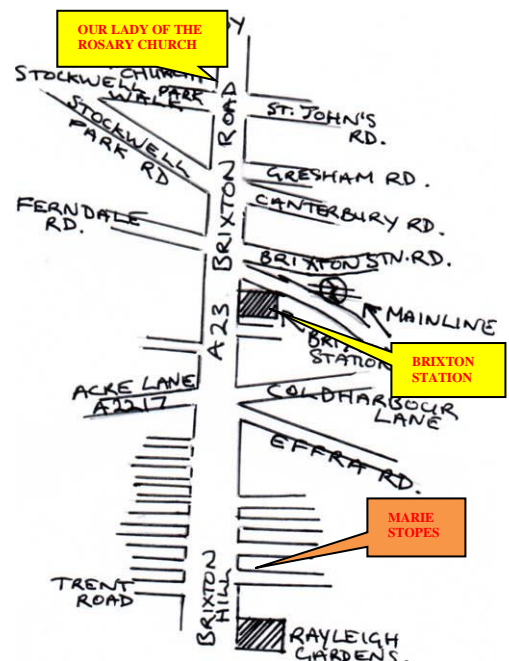 OUR LADY OF THE
ROSARY CHURCH
CHURCH
STOCKWELL PARK
WALK
STOCKWELL
PARK RD
ST. JOHN'S
RD.
BRIXTON ROAD
GRESHAM RD.
CANTERBURY RD.
FERNDALE
RD.
BRIXTON STN. RD.
MAINLINE
STATION
A23
BRIXTON
STATION
ACRE LANE
A2217
COLDHARBOUR
LANE
EFFRA RD.
MARIE
STOPES
TRENT
ROAD
BRIXTON
HILL
RAYLEIGH
GARDENS.